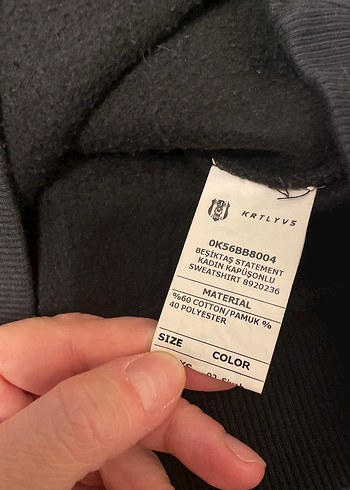 KRTLYVS
0K56BB8004
BEŞİKTAŞ STATEMENT
KADIN KAPÜŞONLU
SWEATSHIRT 8920236
MATERIAL
%60 COTTON/PAMUK %
40 POLYESTER
SIZE COLOR